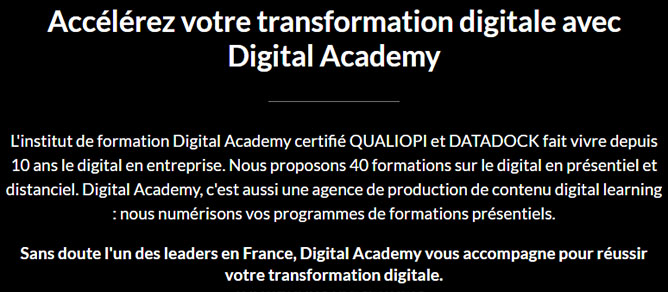 Accélérez votre transformation digitale avec
Digital Academy
L'institut de formation Digital Academy certifié QUALIOPI et DATADOCK fait vivre depuis
10 ans le digital en entreprise. Nous proposons 40 formations sur le digital en présentiel et
distanciel. Digital Academy, c'est aussi une agence de production de contenu digital learning
: nous numérisons vos programmes de formations présentiels.
Sans doute l'un des leaders en France, Digital Academy vous accompagne pour réussir
votre transformation digitale.